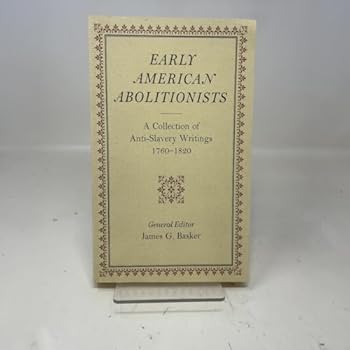 EARLY
AMERICAN
ABOLITIONISTS
A Collection of
Anti-Slavery Writings
1760–1820
General Editor
James G. Basker